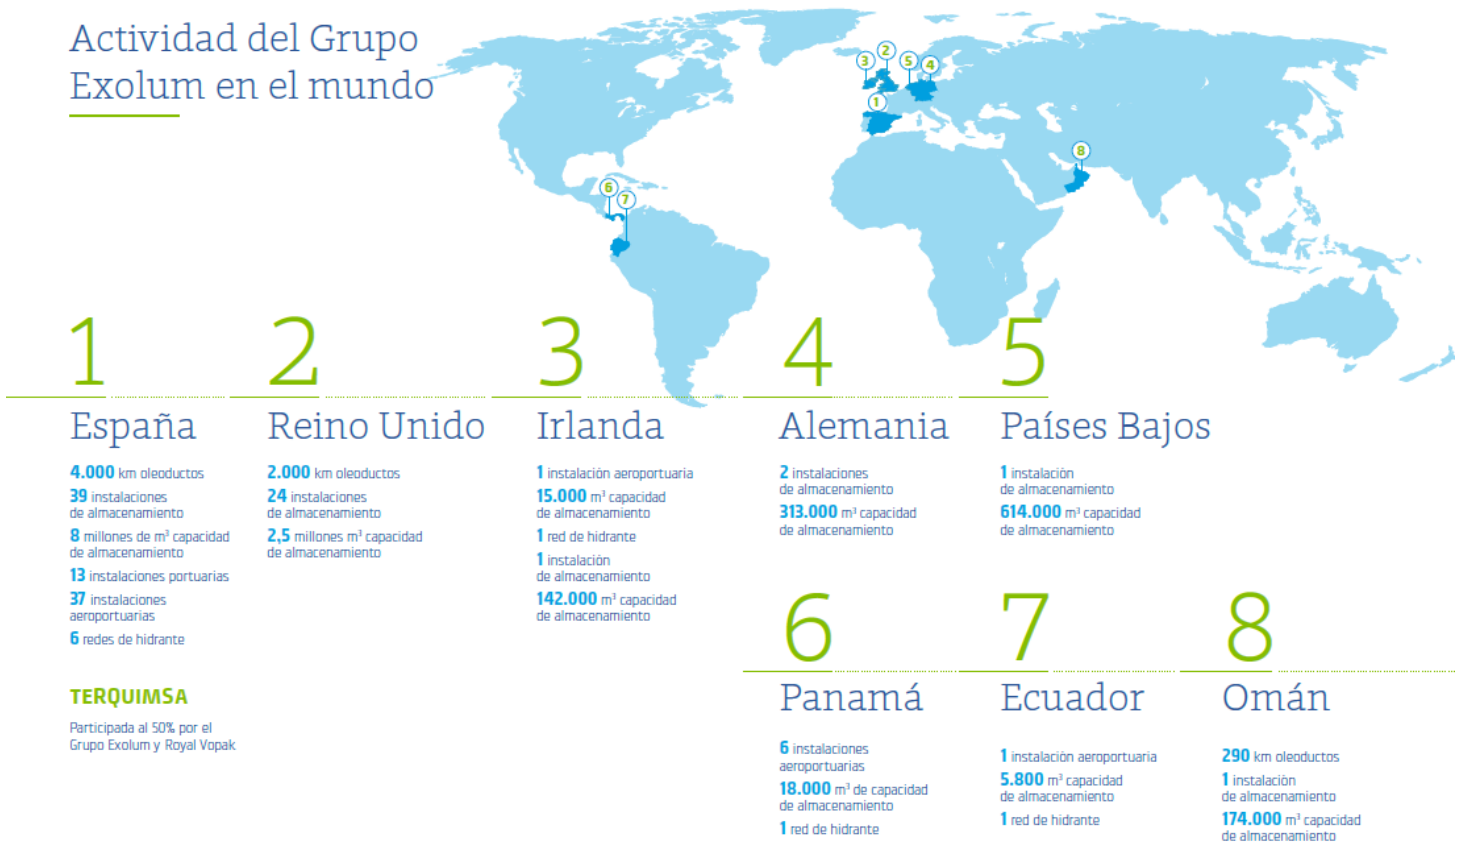 Actividad del Grupo
Exolum en el mundo
3
2
5
4
1
8
6
7
1
España
4.000 km oleoductos
39 instalaciones
de almacenamiento
8 millones de m³ capacidad
de almacenamiento
13 instalaciones portuarias
37 instalaciones
aeroportuarias
6 redes de hidrante
TERQUIMSA
Participada al 50% por el
Grupo Exolum y Royal Vopak
2
Reino Unido
2.000 km oleoductos
24 instalaciones
de almacenamiento
2,5 millones m³ capacidad
de almacenamiento
3
Irlanda
1 instalación aeroportuaria
15.000 m³ capacidad
de almacenamiento
1 red de hidrante
1 instalación
de almacenamiento
142.000 m³ capacidad
de almacenamiento
4
Alemania
2 instalaciones
de almacenamiento
313.000 m³ capacidad
de almacenamiento
5
Países Bajos
1 instalación
de almacenamiento
614.000 m³ capacidad
de almacenamiento
6
Panamá
6 instalaciones
aeroportuarias
18.000 m³ de capacidad
de almacenamiento
1 red de hidrante
7
Ecuador
1 instalación aeroportuaria
5.800 m³ capacidad
de almacenamiento
1 red de hidrante
8
Omán
290 km oleoductos
1 instalación
de almacenamiento
174.000 m³ capacidad
de almacenamiento